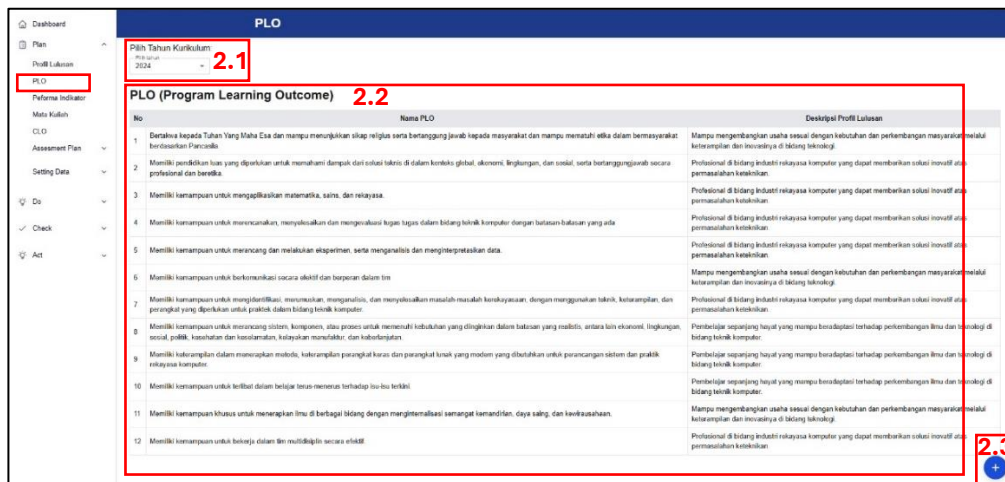 Dashboard
Plan
Profil Lulusan
PLO
Peforma Indikator
Mata Kuliah
CLO
Assesment Plan
Setting Data
Do
Check
Act
PLO
Pilih Tahun Kurikulum:
Pilih tahun
2024
2.1
PLO (Program Learning Outcome)
2.2
No Nama PLO Deskripsi Profil Lulusan
1 Bertakwa kepada Tuhan Yang Maha Esa dan mampu menunjukkan sikap religius serta bertanggung jawab kepada masyarakat dan mampu mematuhi etika dalam bermasyarakat
berdasarkan Pancasila
Mampu mengembangkan usaha sesuai dengan kebutuhan dan perkembangan masyarakat melalui
keterampilan dan inovasinya di bidang teknologi.
2 Memiliki pendidikan luas yang diperlukan untuk memahami dampak dari solusi teknis di dalam konteks global, ekonomi, lingkungan, dan sosial, serta bertanggungjawab secara
profesional dan beretika.
Profesional di bidang industri rekayasa komputer yang dapat memberikan solusi inovatif atas
permasalahan keteknikan.
3 Memiliki kemampuan untuk mengaplikasikan matematika, sains, dan rekayasa.
Profesional di bidang industri rekayasa komputer yang dapat memberikan solusi inovatif atas
permasalahan keteknikan.
4 Memiliki kemampuan untuk merencanakan, menyelesaikan dan mengevaluasi tugas tugas dalam bidang teknik komputer dengan batasan-batasan yang ada
Profesional di bidang industri rekayasa komputer yang dapat memberikan solusi inovatif atas
permasalahan keteknikan.
5 Memiliki kemampuan untuk merancang dan melakukan eksperimen, serta menganalisis dan menginterpretasikan data.
Profesional di bidang industri rekayasa komputer yang dapat memberikan solusi inovatif atas
permasalahan keteknikan.
6 Memiliki kemampuan untuk berkomunikasi secara efektif dan berperan dalam tim
Mampu mengembangkan usaha sesuai dengan kebutuhan dan perkembangan masyarakat melalui
keterampilan dan inovasinya di bidang teknologi.
7 Memiliki kemampuan untuk mengidentifikasi, merumuskan, menganalisis, dan menyelesaikan masalah-masalah kerekayasaan, dengan menggunakan teknik, keterampilan, dan
perangkat yang diperlukan untuk praktek dalam bidang teknik komputer.
Profesional di bidang industri rekayasa komputer yang dapat memberikan solusi inovatif atas
permasalahan keteknikan.
8 Memiliki kemampuan untuk merancang sistem, komponen, atau proses untuk memenuhi kebutuhan yang diinginkan dalam batasan yang realistis, antara lain ekonomi, lingkungan,
sosial, politik, kesehatan dan keselamatan, kelayakan manufaktur, dan keberlanjutan.
Pembelajar sepanjang hayat yang mampu beradaptasi terhadap perkembangan ilmu dan teknologi di
bidang teknik komputer.
9 Memiliki keterampilan dalam menerapkan metode, keterampilan perangkat keras dan perangkat lunak yang modern yang dibutuhkan untuk perancangan sistem dan praktik
rekayasa komputer.
Pembelajar sepanjang hayat yang mampu beradaptasi terhadap perkembangan ilmu dan teknologi di
bidang teknik komputer.
10 Memiliki kemampuan untuk terlibat dalam belajar terus-menerus terhadap isu-isu terkini
Pembelajar sepanjang hayat yang mampu beradaptasi terhadap perkembangan ilmu dan teknologi di
bidang teknik komputer.
11 Memiliki kemampuan khusus untuk menerapkan ilmu di berbagai bidang dengan menginternalisasi semangat kemandirian, daya saing, dan kewirausahaan.
Mampu mengembangkan usaha sesuai dengan kebutuhan dan perkembangan masyarakat melalui
keterampilan dan inovasinya di bidang teknologi.
12 Memiliki kemampuan untuk bekerja dalam tim multidisiplin secara efektif.
Profesional di bidang industri rekayasa komputer yang dapat memberikan solusi inovatif atas
permasalahan keteknikan
2.3
+